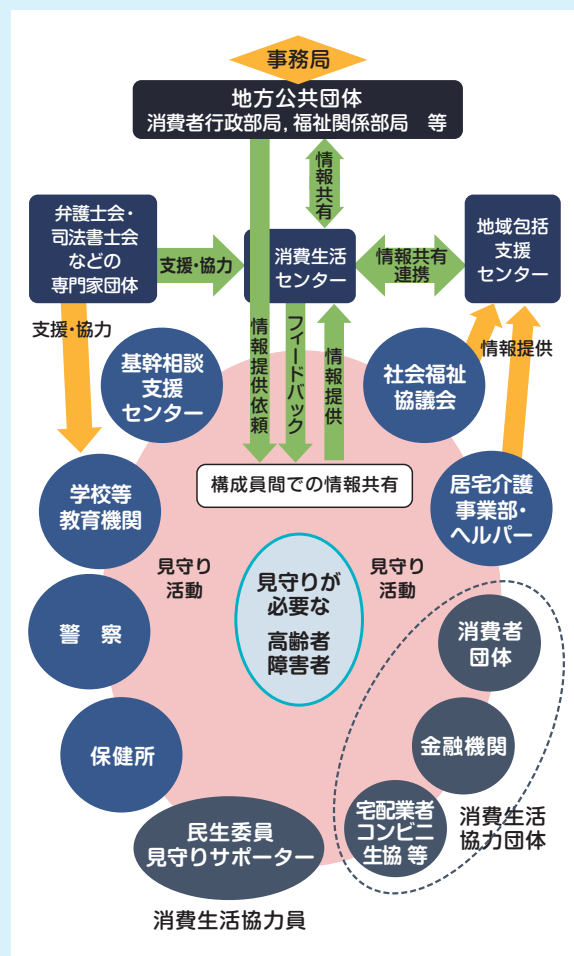 事務局
地方公共団体
消費者行政部局，福祉関係部局　等
情報共有
弁護士会・
司法書士会
などの
専門家団体
支援・協力
消費生活
センター
情報共有
連携
地域包括
支援
センター
支援・協力
情報提供依頼
フィードバック
情報提供
情報提供
基幹相談
支援
センター
社会福祉
協議会
学校等
教育機関
構成員間での情報共有
居宅介護
事業部・
ヘルパー
見守り
活動
見守りが
必要な
高齢者
障害者
見守り
活動
警　察
消費者
団体
保健所
金融機関
宅配業者
コンビニ
生協 等
消費生活
協力団体
民生委員
見守りサポーター
消費生活協力員